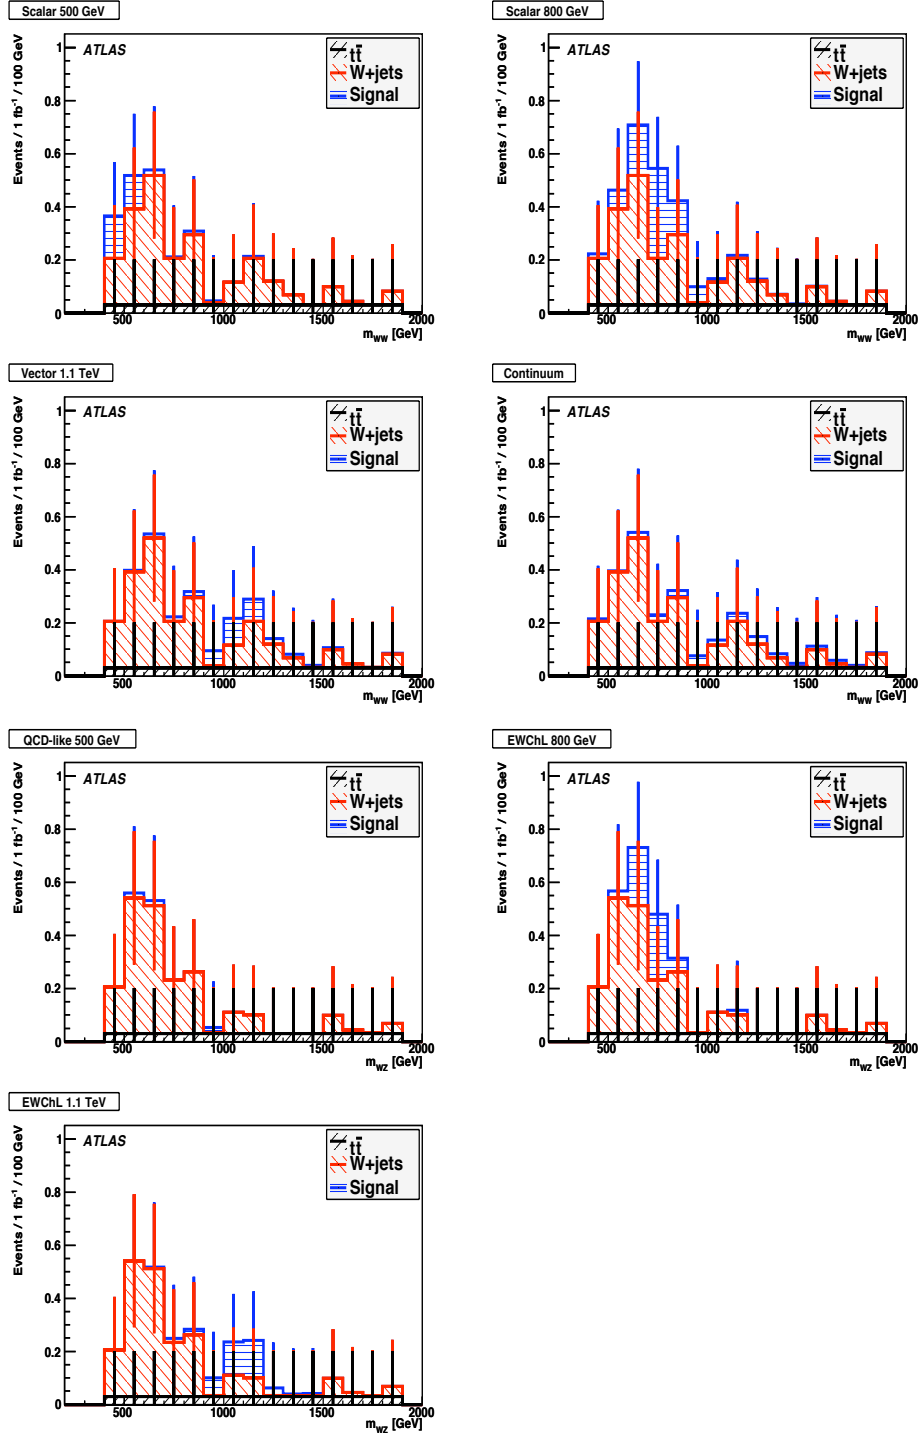 Scalar 500 GeV
Events / 1 fb⁻¹ / 100 GeV
ATLAS
tt̄
W+jets
Signal
1
0.8
0.6
0.4
0.2
0
500 1000 1500 2000
m_WW [GeV]
Scalar 800 GeV
Events / 1 fb⁻¹ / 100 GeV
ATLAS
tt̄
W+jets
Signal
1
0.8
0.6
0.4
0.2
0
500 1000 1500 2000
m_WW [GeV]
Vector 1.1 TeV
Events / 1 fb⁻¹ / 100 GeV
ATLAS
tt̄
W+jets
Signal
1
0.8
0.6
0.4
0.2
0
500 1000 1500 2000
m_WW [GeV]
Continuum
Events / 1 fb⁻¹ / 100 GeV
ATLAS
tt̄
W+jets
Signal
1
0.8
0.6
0.4
0.2
0
500 1000 1500 2000
m_WW [GeV]
QCD-like 500 GeV
Events / 1 fb⁻¹ / 100 GeV
ATLAS
tt̄
W+jets
Signal
1
0.8
0.6
0.4
0.2
0
500 1000 1500 2000
m_WZ [GeV]
EWChL 800 GeV
Events / 1 fb⁻¹ / 100 GeV
ATLAS
tt̄
W+jets
Signal
1
0.8
0.6
0.4
0.2
0
500 1000 1500 2000
m_WZ [GeV]
EWChL 1.1 TeV
Events / 1 fb⁻¹ / 100 GeV
ATLAS
tt̄
W+jets
Signal
1
0.8
0.6
0.4
0.2
0
500 1000 1500 2000
m_WZ [GeV]